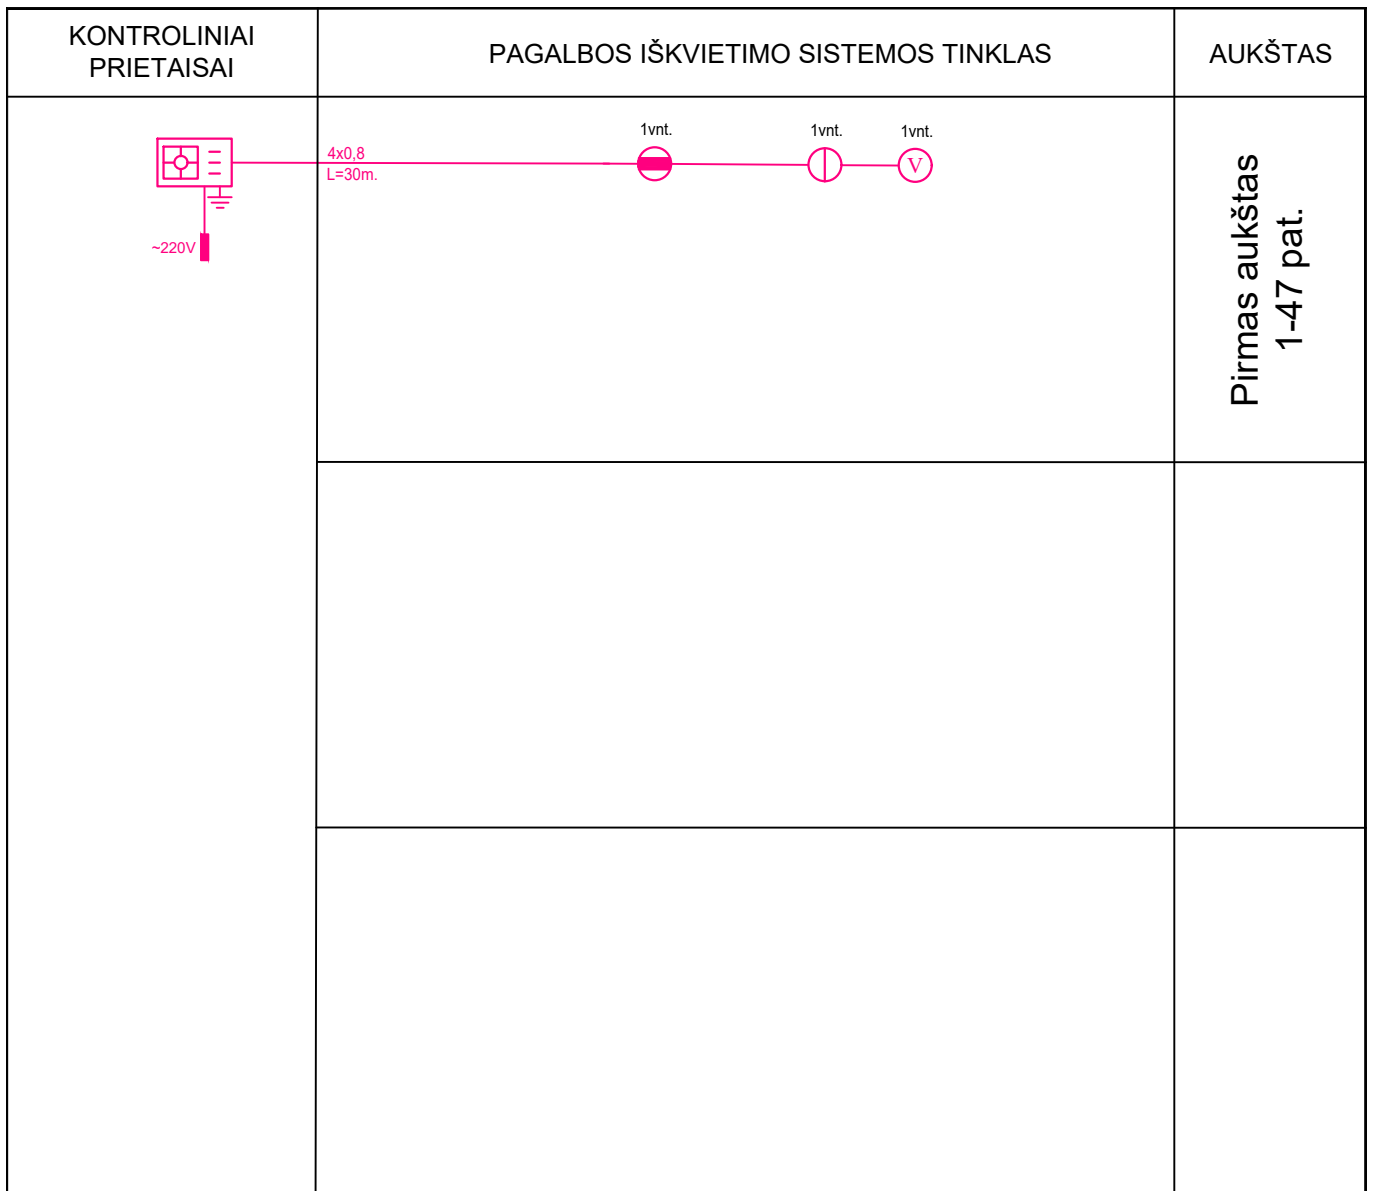 KONTROLINIAI
PRIETAISAI
PAGALBOS IŠKVIETIMO SISTEMOS TINKLAS
AUKŠTAS
1vnt.
1vnt.
1vnt.
4x0,8
L=30m.
V
~220V
Pirmas aukštas
1-47 pat.